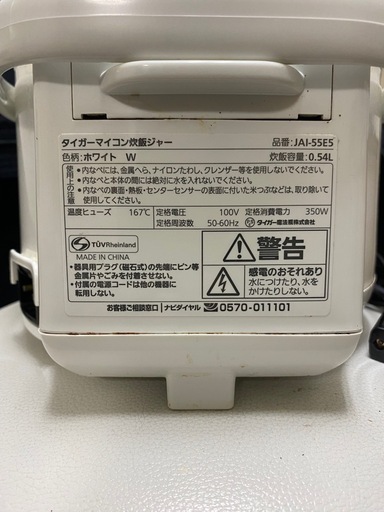 タイガーマイコン炊飯ジャー
品番:JAI-55E5
色柄:ホワイト W
炊飯容量:0.54L
使用上の注意
•内なべには、金属へら、ナイロンたわし、クレンザー等を使用しないでください。
•内なべと本体の間には絶対に水を入れないでください。
•内なべの裏面・熱板・センターセンサーの表面に付いた米つぶなどは、取り除いて使用してください。
温度ヒューズ 167℃
定格電圧 100V
定格消費電力 350W
定格周波数 50-60Hz
タイガー魔法瓶株式会社
TÜVRheinland
MADE IN CHINA
•器具用プラグ(磁石式)の先端にピン等
金属片やごみを付着させない。
•付属の電源コードは他の機器に
転用しない。
警告
感電のおそれあり
水につけたり、水を
かけたりしない。
お客様ご相談窓口 ナビダイヤル 0570-011101